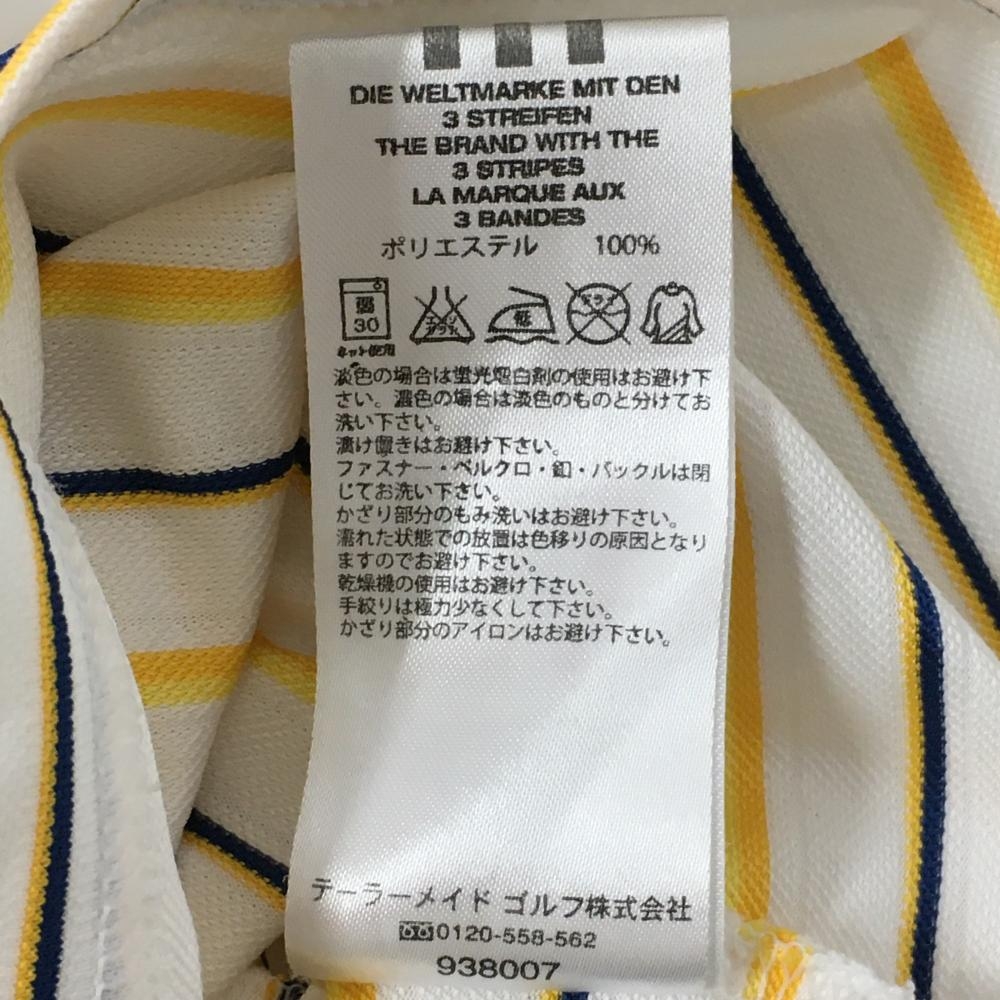 DIE WELTMARKE MIT DEN
3 STREIFEN
THE BRAND WITH THE
3 STRIPES
LA MARQUE AUX
3 BANDES
ポリエステル 100%
弱 30 エンソ サラシ 低 ドライ
ネット使用
淡色の場合は蛍光増白剤の使用はお避け下
さい。濃色の場合は淡色のものと分けてお
洗い下さい。
漬け置きはお避け下さい。
ファスナー・ベルクロ・釦・バックルは閉
じてお洗い下さい。
かざり部分のもみ洗いはお避け下さい。
濡れた状態での放置は色移りの原因となり
ますのでお避け下さい。
乾燥機の使用はお避け下さい。
手絞りは極力少なくして下さい。
かざり部分のアイロンはお避け下さい。
テーラーメイド ゴルフ株式会社
0120-558-562
938007